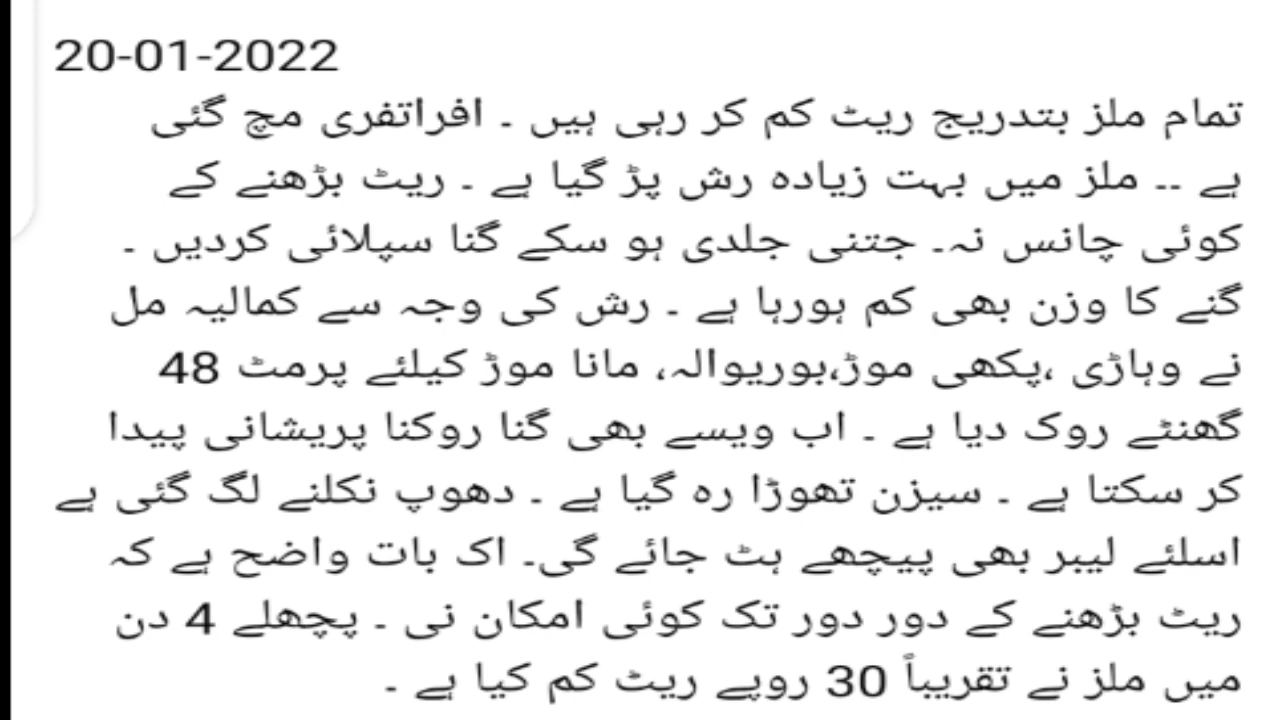 20-01-2022
تمام ملز بتدریج ریٹ کم کر رہی ہیں ۔ افراتفری مچ گئی
ہے ۔۔ ملز میں بہت زیادہ رش پڑ گیا ہے ۔ ریٹ بڑھنے کے
کوئی چانس نہ۔ جتنی جلدی ہو سکے گنا سپلائی کردیں ۔
گنے کا وزن بھی کم ہورہا ہے ۔ رش کی وجہ سے کمالیہ مل
نے وہاڑی ،پکھی موڑ،بوریوالہ، مانا موڑ کیلئے پرمٹ 48
گھنٹے روک دیا ہے ۔ اب ویسے بھی گنا روکنا پریشانی پیدا
کر سکتا ہے ۔ سیزن تھوڑا رہ گیا ہے ۔ دھوپ نکلنے لگ گئی ہے
اسلئے لیبر بھی پیچھے ہٹ جائے گی۔ اک بات واضح ہے کہ
ریٹ بڑھنے کے دور دور تک کوئی امکان نی ۔ پچھلے 4 دن
میں ملز نے تقریباً 30 روپے ریٹ کم کیا ہے ۔